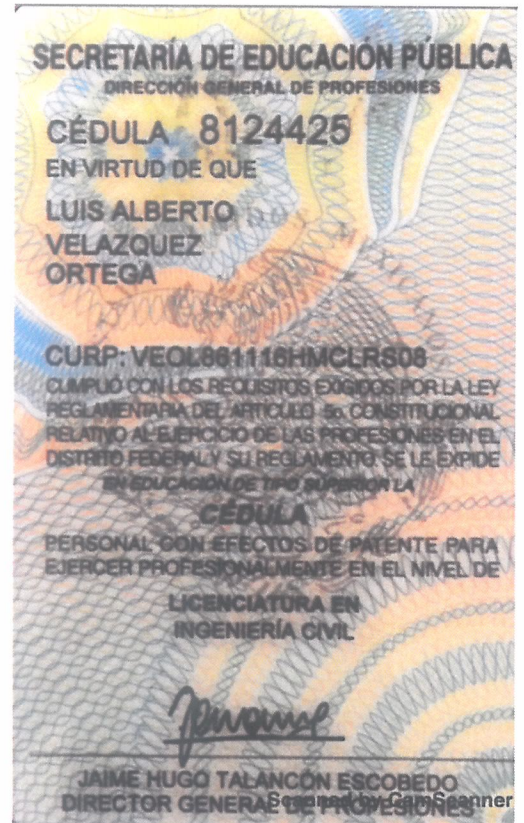 SECRETARÍA DE EDUCACIÓN PÚBLICA
DIRECCIÓN GENERAL DE PROFESIONES
CÉDULA 8124425
EN VIRTUD DE QUE
LUIS ALBERTO
VELAZQUEZ
ORTEGA
CURP: VEOL861116HMCLRS08
CUMPLIÓ CON LOS REQUISITOS EXIGIDOS POR LA LEY
REGLAMENTARIA DEL ARTÍCULO 5o. CONSTITUCIONAL
RELATIVO AL EJERCICIO DE LAS PROFESIONES EN EL
DISTRITO FEDERAL Y SU REGLAMENTO SE LE EXPIDE
EN EDUCACIÓN DE TIPO SUPERIOR LA
CÉDULA
PERSONAL CON EFECTOS DE PATENTE PARA
EJERCER PROFESIONALMENTE EN EL NIVEL DE
LICENCIATURA EN
INGENIERÍA CIVIL
JAIME HUGO TALANCÓN ESCOBEDO
DIRECTOR GENERAL DE PROFESIONES
Scanned by CamScanner